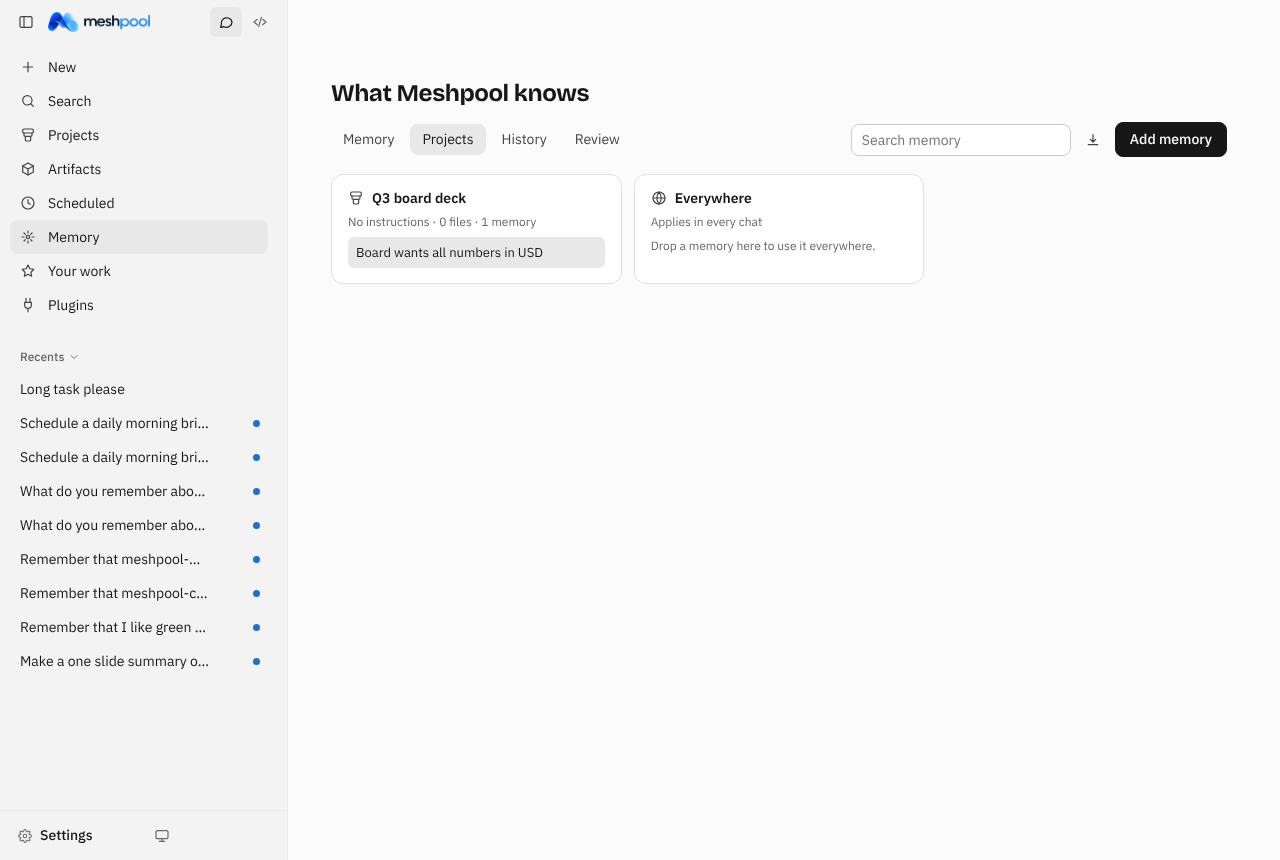 meshpool
New
Search
Projects
Artifacts
Scheduled
Memory
Your work
Plugins
Recents
Long task please
Schedule a daily morning bri...
Schedule a daily morning bri...
What do you remember abo...
What do you remember abo...
Remember that meshpool-...
Remember that meshpool-c...
Remember that I like green ...
Make a one slide summary o...
Settings
What Meshpool knows
Memory Projects History Review Search memory Add memory
Q3 board deck
No instructions · 0 files · 1 memory
Board wants all numbers in USD
Everywhere
Applies in every chat
Drop a memory here to use it everywhere.